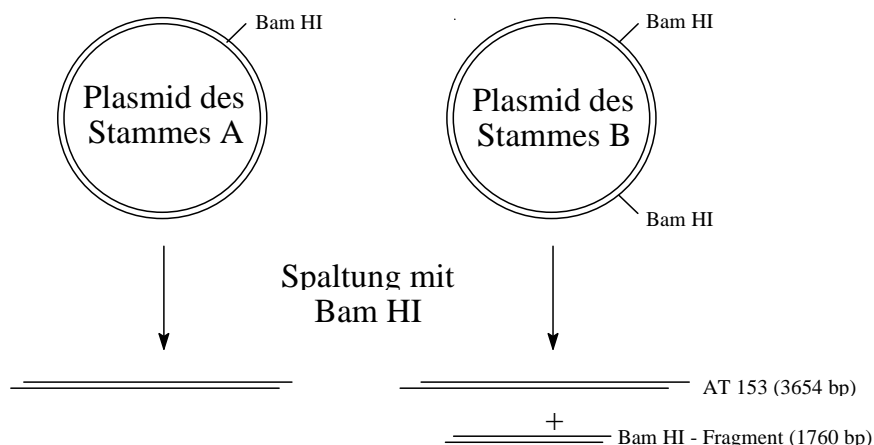 Bam HI
Plasmid des
Stammes A
Bam HI
Plasmid des
Stammes B
Bam HI
Spaltung mit
Bam HI
AT 153 (3654 bp)
+
Bam HI - Fragment (1760 bp)